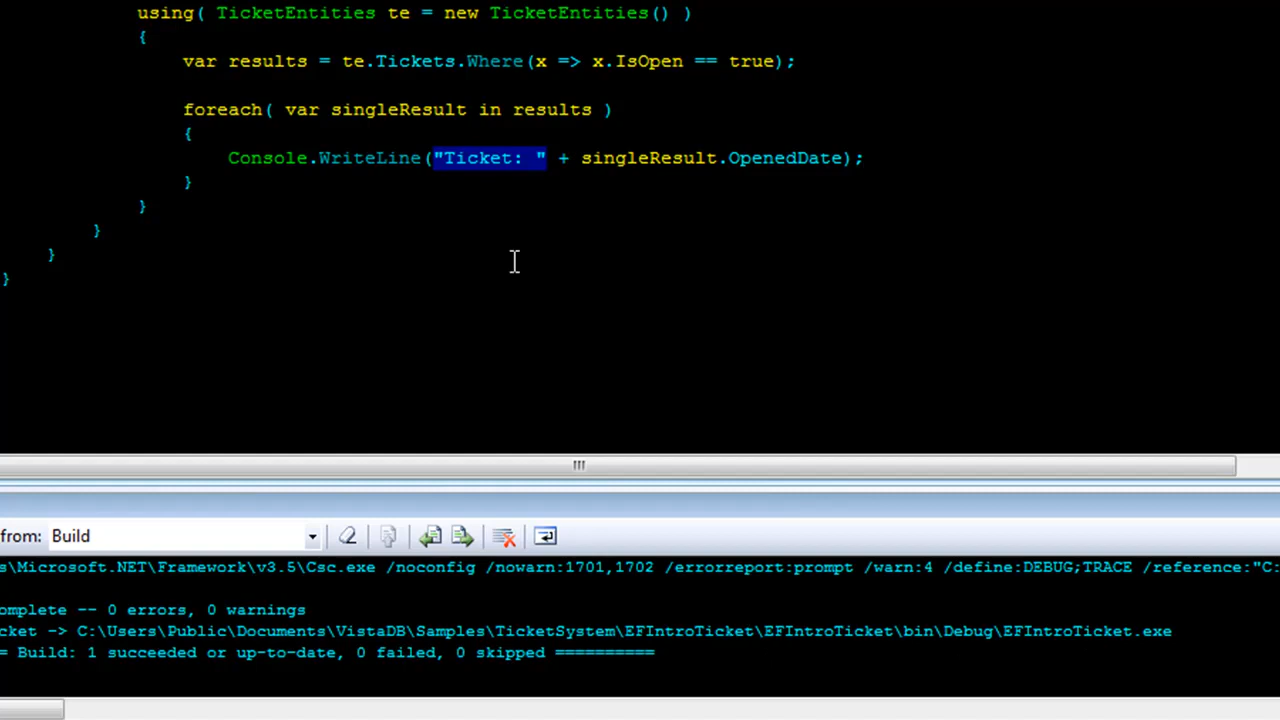 using( TicketEntities te = new TicketEntities() )
{
var results = te.Tickets.Where(x => x.IsOpen == true);
foreach( var singleResult in results )
{
Console.WriteLine("Ticket: " + singleResult.OpenedDate);
}
}
}
}
}
from: Build
s\Microsoft.NET\Framework\v3.5\Csc.exe /noconfig /nowarn:1701,1702 /errorreport:prompt /warn:4 /define:DEBUG;TRACE /reference:"C:
omplete -- 0 errors, 0 warnings
cket -> C:\Users\Public\Documents\VistaDB\Samples\TicketSystem\EFIntroTicket\EFIntroTicket\bin\Debug\EFIntroTicket.exe
= Build: 1 succeeded or up-to-date, 0 failed, 0 skipped ==========